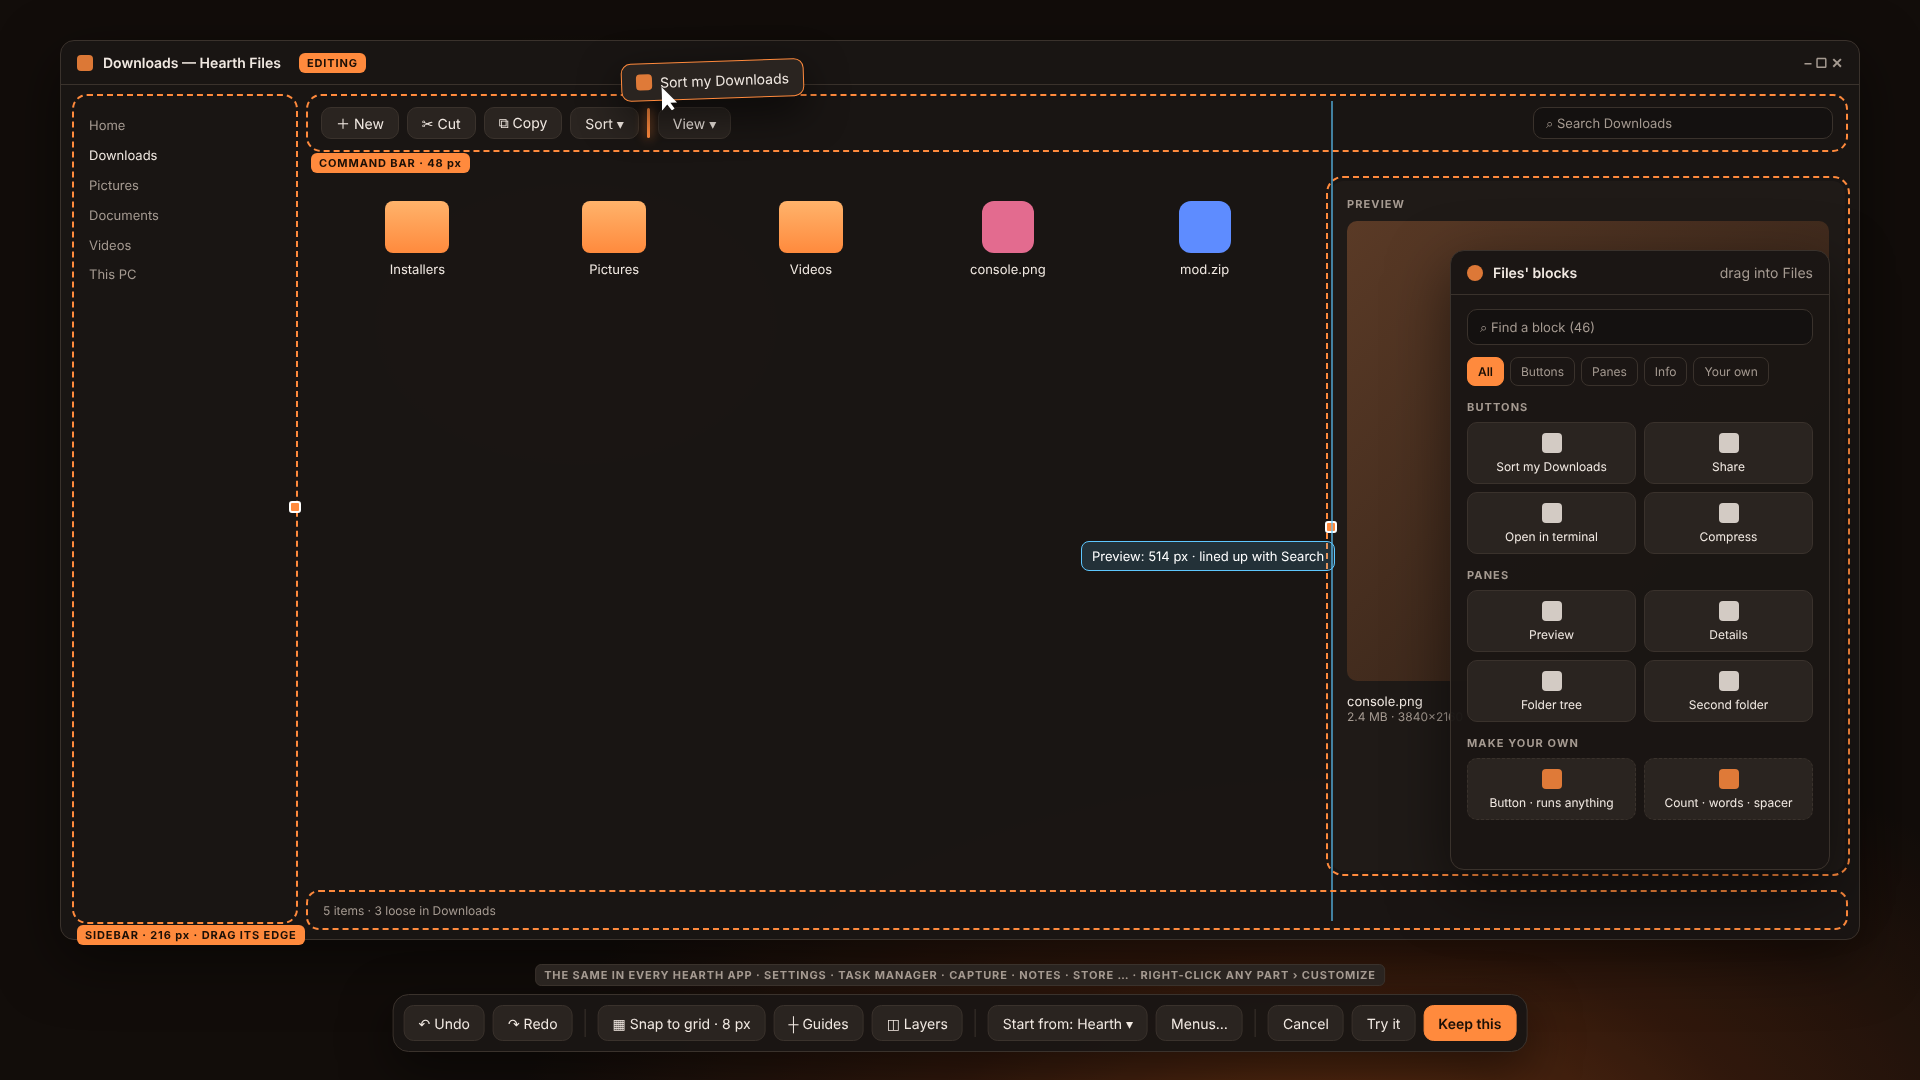 Downloads — Hearth Files
EDITING
Sort my Downloads
Home
Downloads
Pictures
Documents
Videos
This PC
New
Cut
Copy
Sort ▾
View ▾
Search Downloads
COMMAND BAR · 48 px
Installers
Pictures
Videos
console.png
mod.zip
PREVIEW
Preview: 514 px · lined up with Search
console.png
2.4 MB · 3840×21
Files' blocks
drag into Files
Find a block (46)
All
Buttons
Panes
Info
Your own
BUTTONS
Sort my Downloads
Share
Open in terminal
Compress
PANES
Preview
Details
Folder tree
Second folder
MAKE YOUR OWN
Button · runs anything
Count · words · spacer
5 items · 3 loose in Downloads
SIDEBAR · 216 px · DRAG ITS EDGE
THE SAME IN EVERY HEARTH APP · SETTINGS · TASK MANAGER · CAPTURE · NOTES · STORE … · RIGHT-CLICK ANY PART › CUSTOMIZE
Undo
Redo
Snap to grid · 8 px
Guides
Layers
Start from: Hearth ▾
Menus…
Cancel
Try it
Keep this